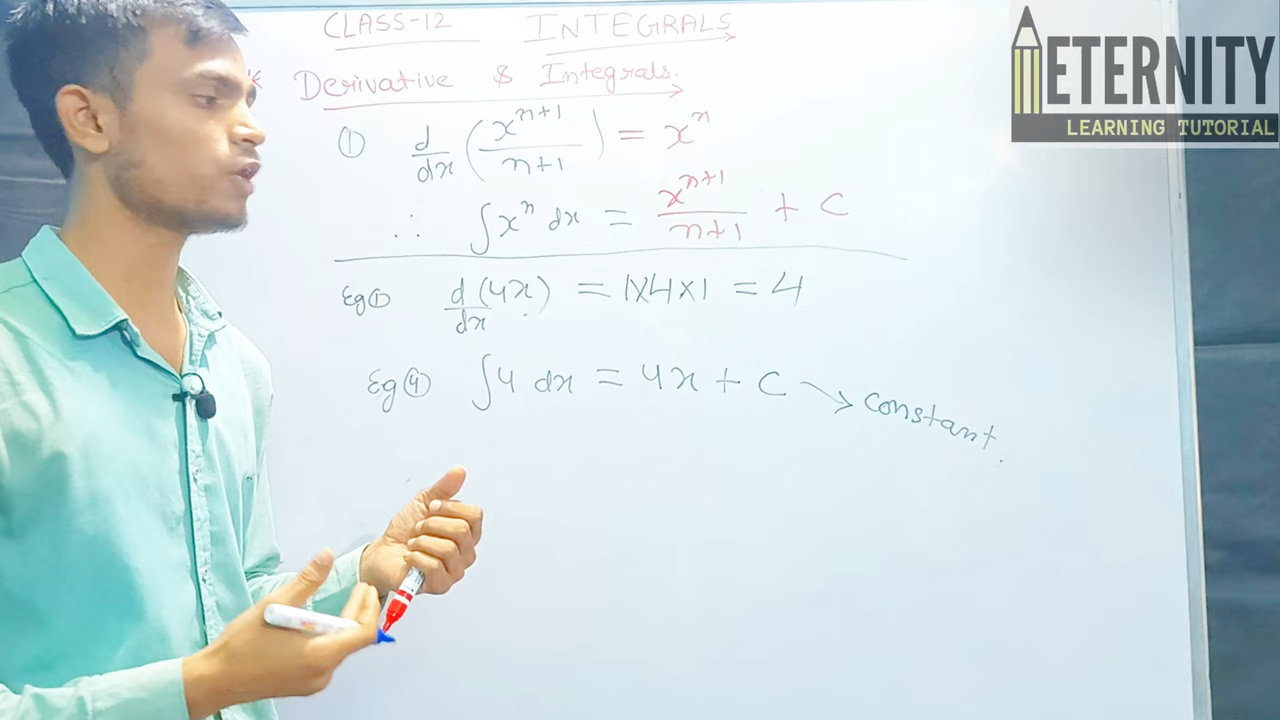 CLASS-12 INTEGRALS
* Derivative & Integrals.
① d/dx (x^(n+1)/(n+1)) = x^n
∴ ∫x^n dx = x^(n+1)/(n+1) + C
Eg① d/dx (4x) = 1×4×1 = 4
Eg④ ∫4 dx = 4x + C → Constant.
ETERNITY
LEARNING TUTORIAL